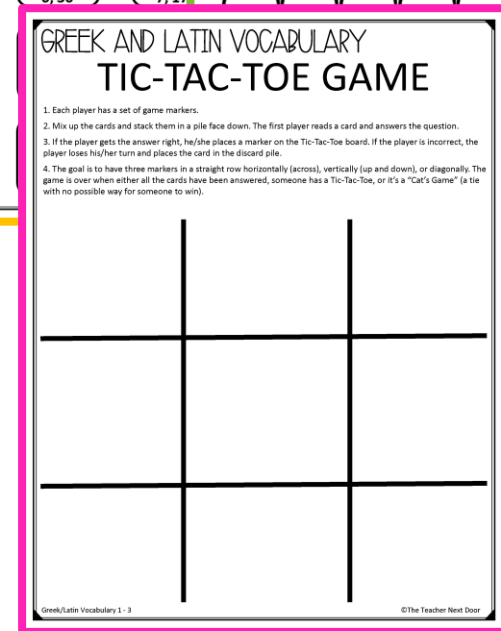 GREEK AND LATIN VOCABULARY
TIC-TAC-TOE GAME
1. Each player has a set of game markers.
2. Mix up the cards and stack them in a pile face down. The first player reads a card and answers the question.
3. If the player gets the answer right, he/she places a marker on the Tic-Tac-Toe board. If the player is incorrect, the
player loses his/her turn and places the card in the discard pile.
4. The goal is to have three markers in a straight row horizontally (across), vertically (up and down), or diagonally. The
game is over when either all the cards have been answered, someone has a Tic-Tac-Toe, or it's a "Cat's Game" (a tie
with no possible way for someone to win).
Greek/Latin Vocabulary 1 - 3
©The Teacher Next Door